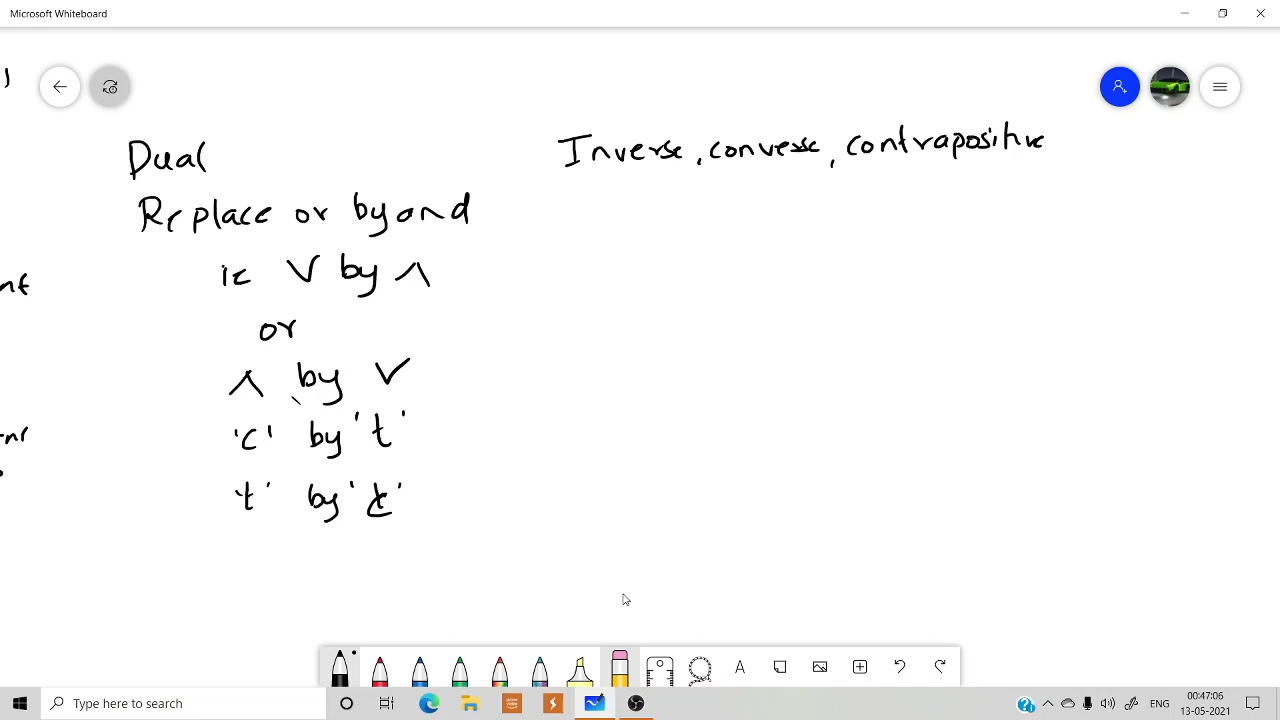 Microsoft Whiteboard
Dual
Replace or by and
ie ∨ by ∧
or
∧ by ∨
'c' by 't'
't' by 'c'
Inverse, converse, contrapositive
Type here to search
ENG
00:47:06
13-05-2021